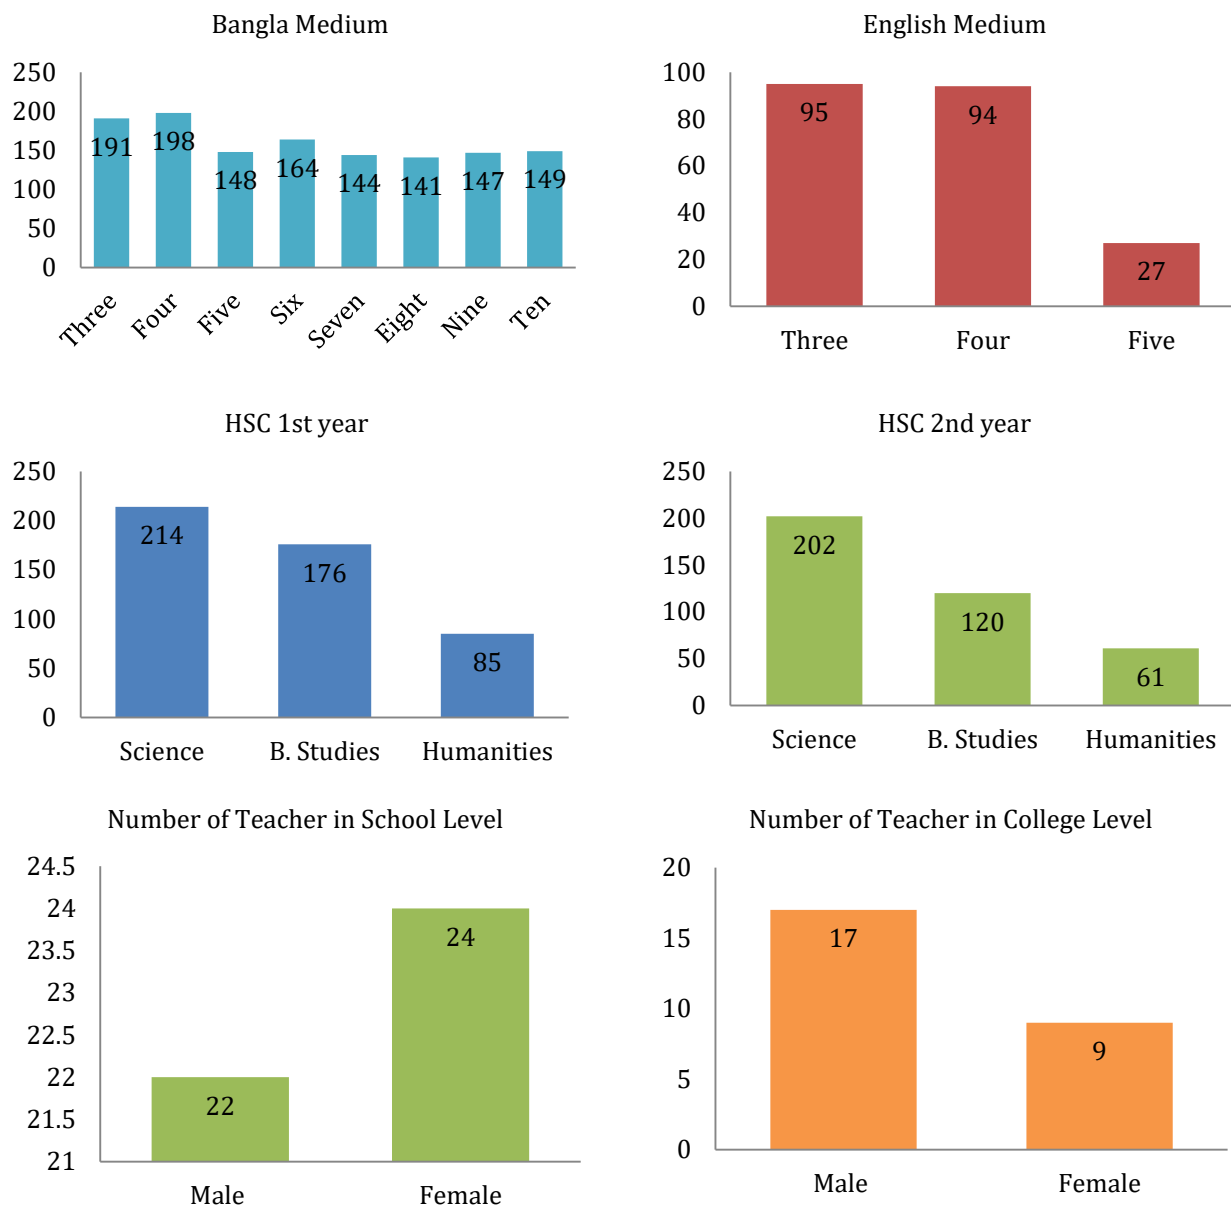 Bangla Medium
250
200
150
100
50
0
191
198
148
164
144
141
147
149
Three
Four
Five
Six
Seven
Eight
Nine
Ten
English Medium
100
80
60
40
20
0
95
94
27
Three
Four
Five
HSC 1st year
250
200
150
100
50
0
214
176
85
Science
B. Studies
Humanities
HSC 2nd year
250
200
150
100
50
0
202
120
61
Science
B. Studies
Humanities
Number of Teacher in School Level
24.5
24
23.5
23
22.5
22
21.5
21
22
24
Male
Female
Number of Teacher in College Level
20
15
10
5
0
17
9
Male
Female